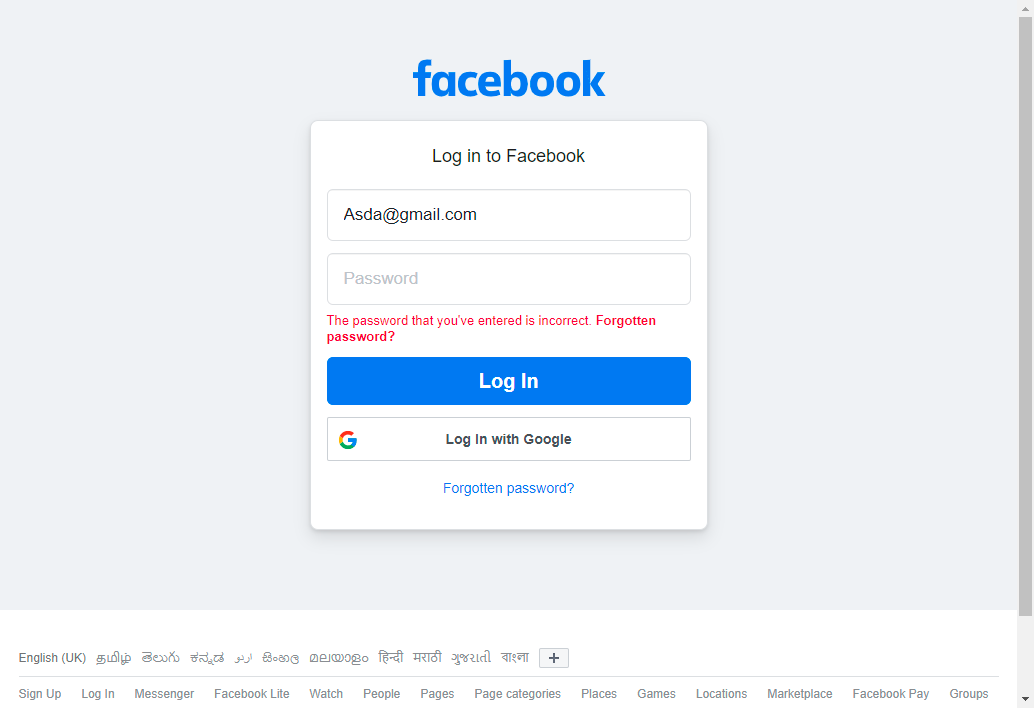 facebook
Log in to Facebook
Asda@gmail.com
Password
The password that you've entered is incorrect. Forgotten
password?
Log In
Log In with Google
Forgotten password?
English (UK) தமிழ் తెలుగు ಕನ್ನಡ اردو සිංහල മലയാളം हिन्दी मराठी ગુજરાતી বাংলা +
Sign Up Log In Messenger Facebook Lite Watch People Pages Page categories Places Games Locations Marketplace Facebook Pay Groups